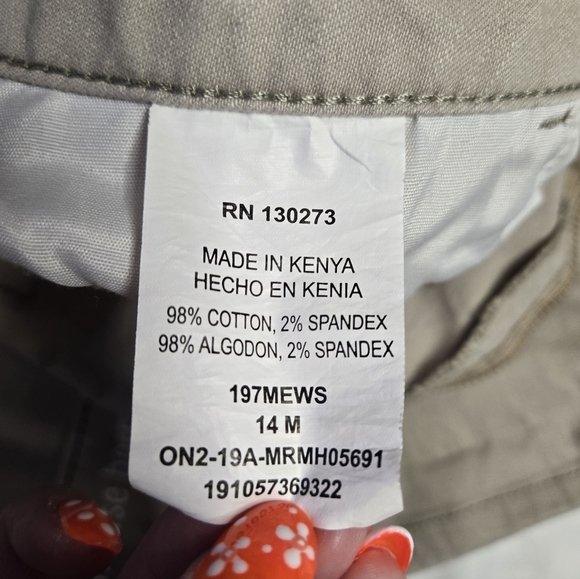 RN 130273
MADE IN KENYA
HECHO EN KENIA
98% COTTON, 2% SPANDEX
98% ALGODON, 2% SPANDEX
197MEWS
14 M
ON2-19A-MRMH05691
191057369322